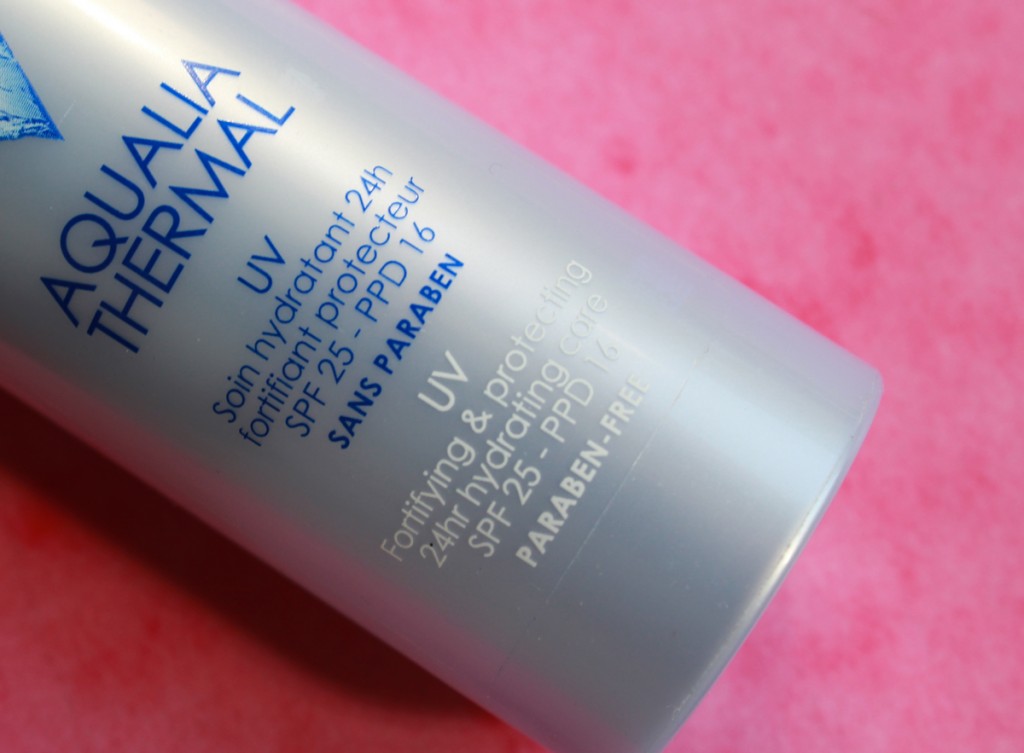 AQUALIA
THERMAL
UV
Soin hydratant 24h
fortifiant protecteur
SPF 25 - PPD 16
SANS PARABEN
UV
Fortifying & protecting
24hr hydrating care
SPF 25 - PPD 16
PARABEN-FREE